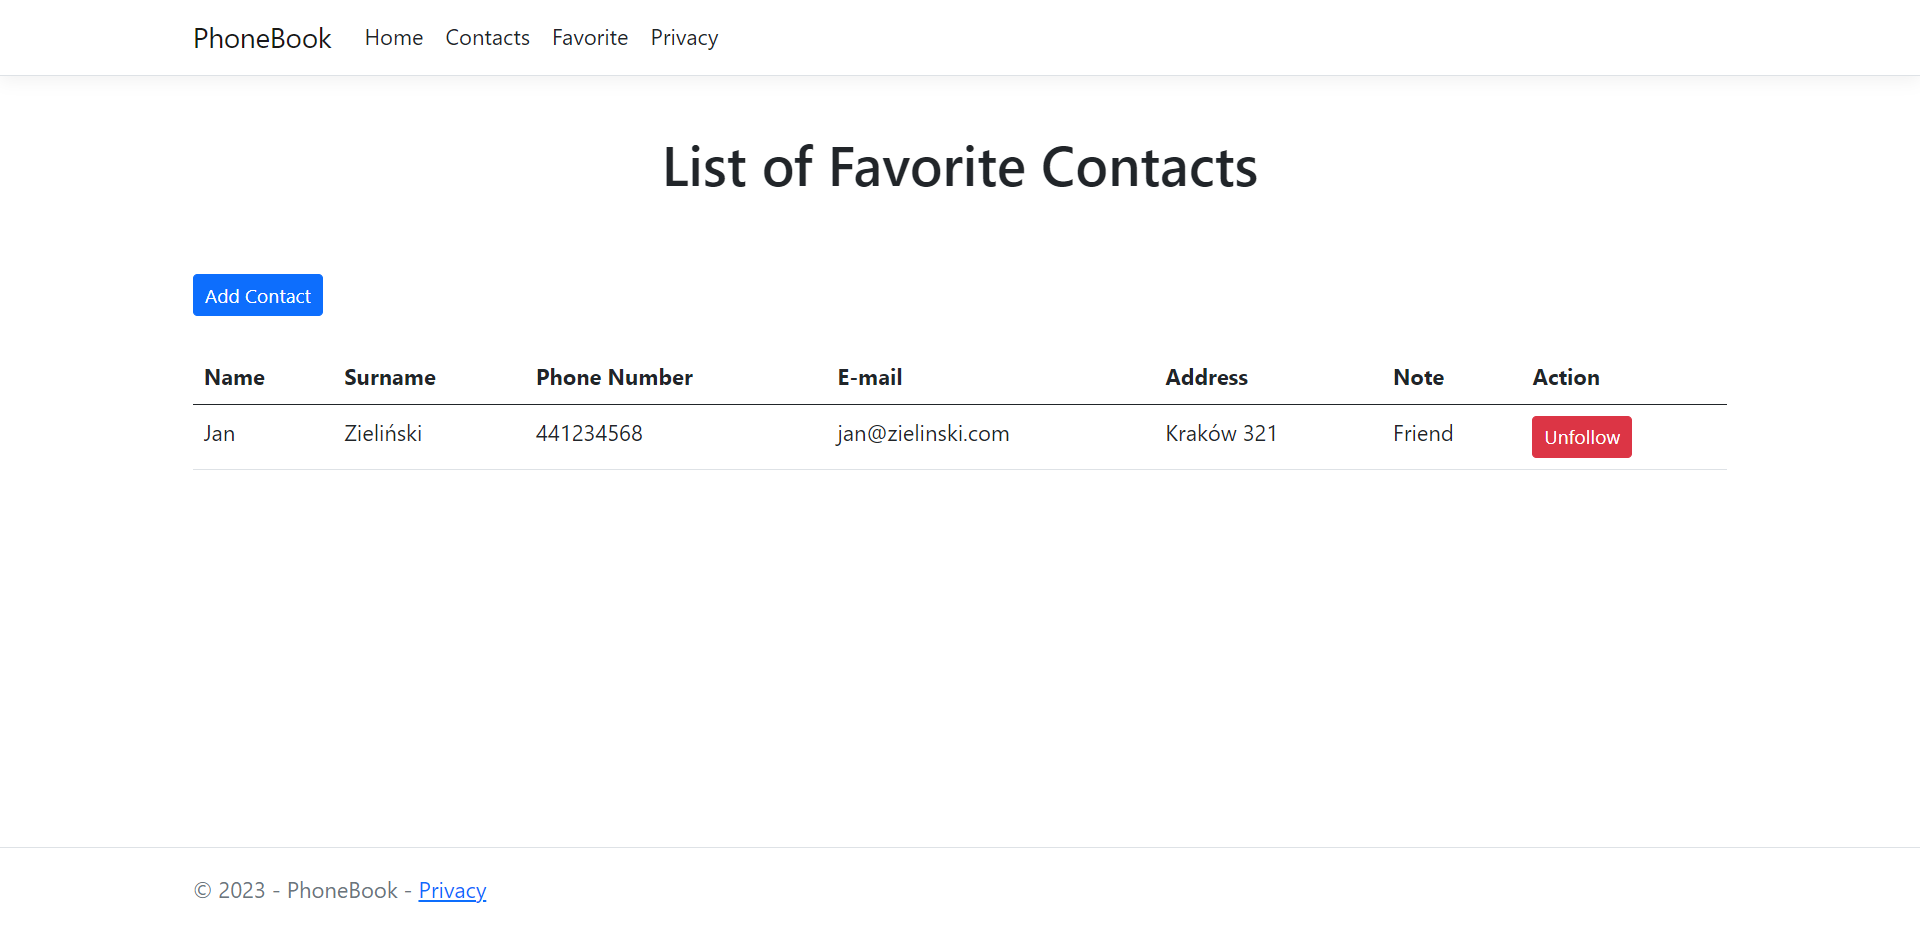 PhoneBook Home Contacts Favorite Privacy
List of Favorite Contacts
Add Contact
Name Surname Phone Number E-mail Address Note Action
Jan Zieliński 441234568 jan@zielinski.com Kraków 321 Friend Unfollow
© 2023 - PhoneBook - Privacy